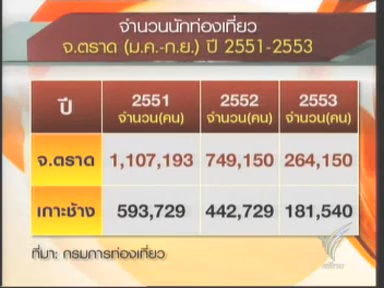 จำนวนนักท่องเที่ยว
จ.ตราด (ม.ค.-ก.ย.) ปี 2551-2553
ปี 2551 จำนวน(คน) 2552 จำนวน(คน) 2553 จำนวน(คน)
จ.ตราด 1,107,193 749,150 264,150
เกาะช้าง 593,729 442,729 181,540
ที่มา: กรมการท่องเที่ยว